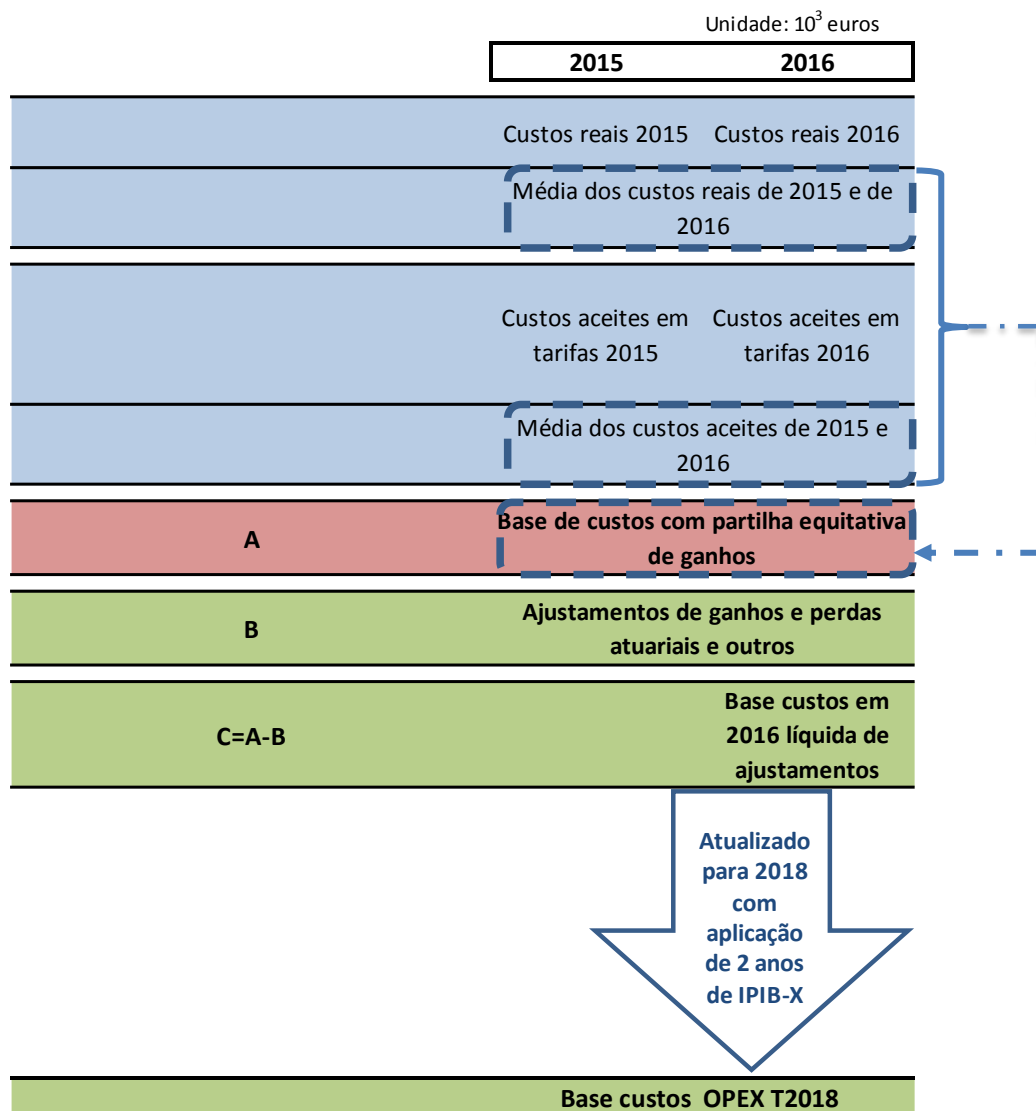 Unidade: 10³ euros
2015 2016
Custos reais 2015 Custos reais 2016
Média dos custos reais de 2015 e de
2016
Custos aceites em Custos aceites em
tarifas 2015 tarifas 2016
Média dos custos aceites de 2015 e
2016
A Base de custos com partilha equitativa
de ganhos
B Ajustamentos de ganhos e perdas
atuariais e outros
C=A-B Base custos em
2016 líquida de
ajustamentos
Atualizado
para 2018
com
aplicação
de 2 anos
de IPIB-X
Base custos OPEX T2018